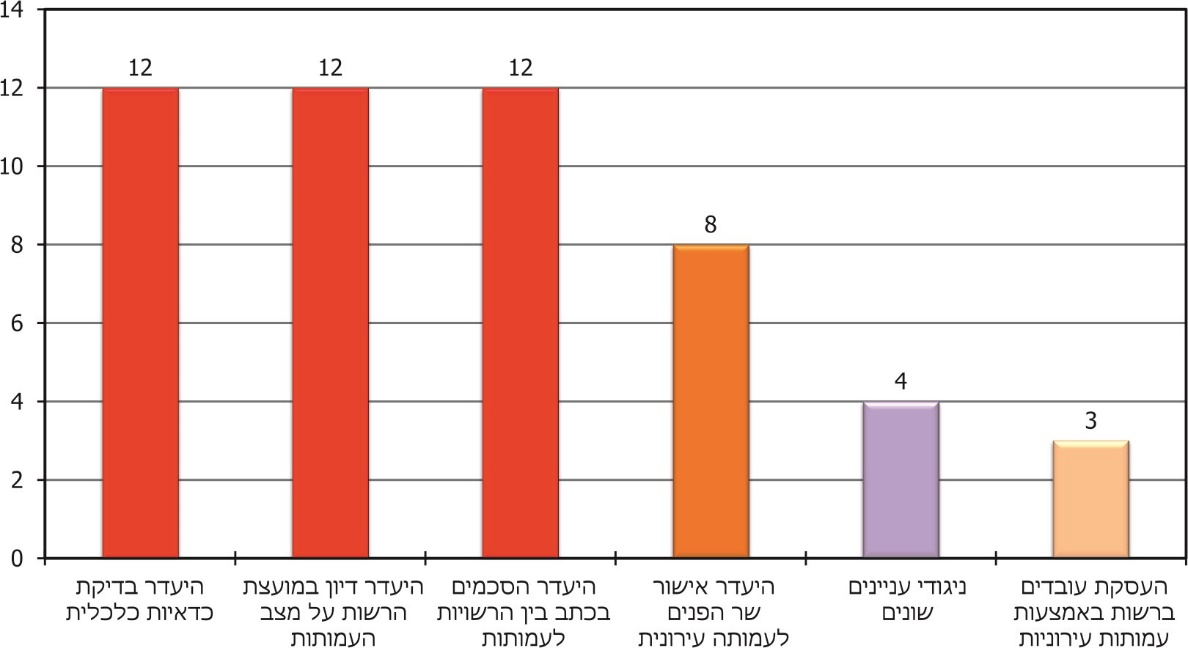 14
12
10
8
6
4
2
0
12
12
12
8
4
3
היעדר בדיקת
כדאיות כלכלית
היעדר דיון במועצת
הרשות על מצב
העמותות
היעדר הסכמים
בכתב בין הרשויות
לעמותות
היעדר אישור
שר הפנים
לעמותה עירונית
ניגודי עניינים
שונים
העסקת עובדים
ברשות באמצעות
עמותות עירוניות